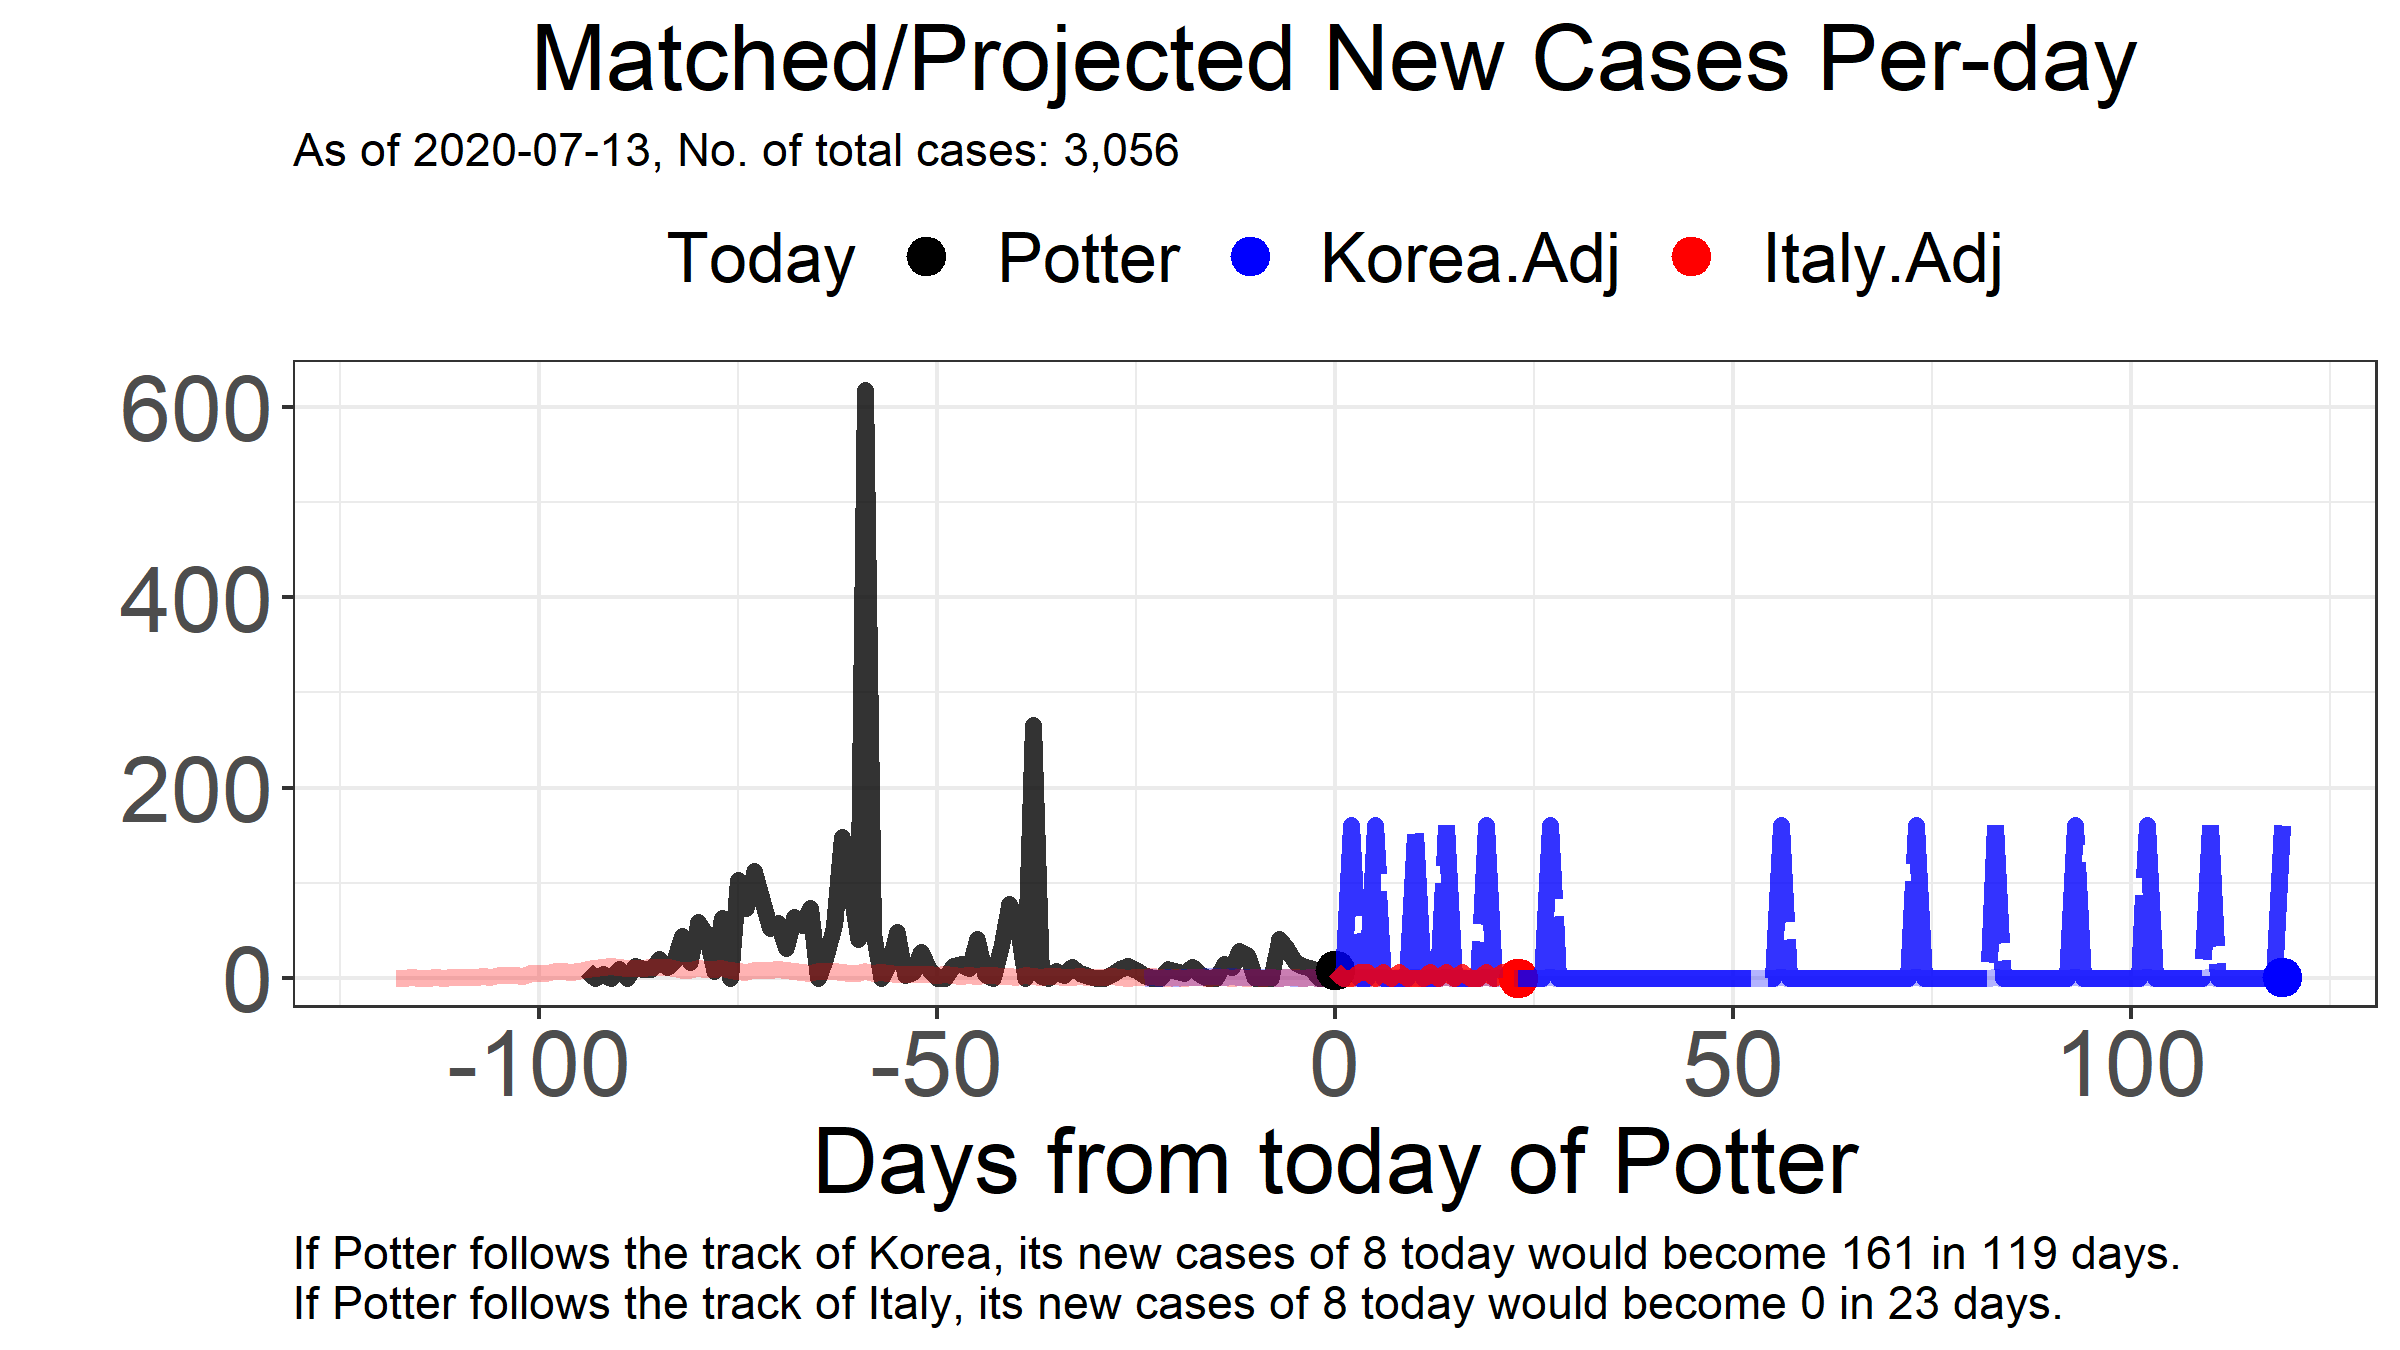 Matched/Projected New Cases Per-day
As of 2020-07-13, No. of total cases: 3,056
Today Potter Korea.Adj Italy.Adj
600
400
200
0
-100 -50 0 50 100
Days from today of Potter
If Potter follows the track of Korea, its new cases of 8 today would become 161 in 119 days.
If Potter follows the track of Italy, its new cases of 8 today would become 0 in 23 days.